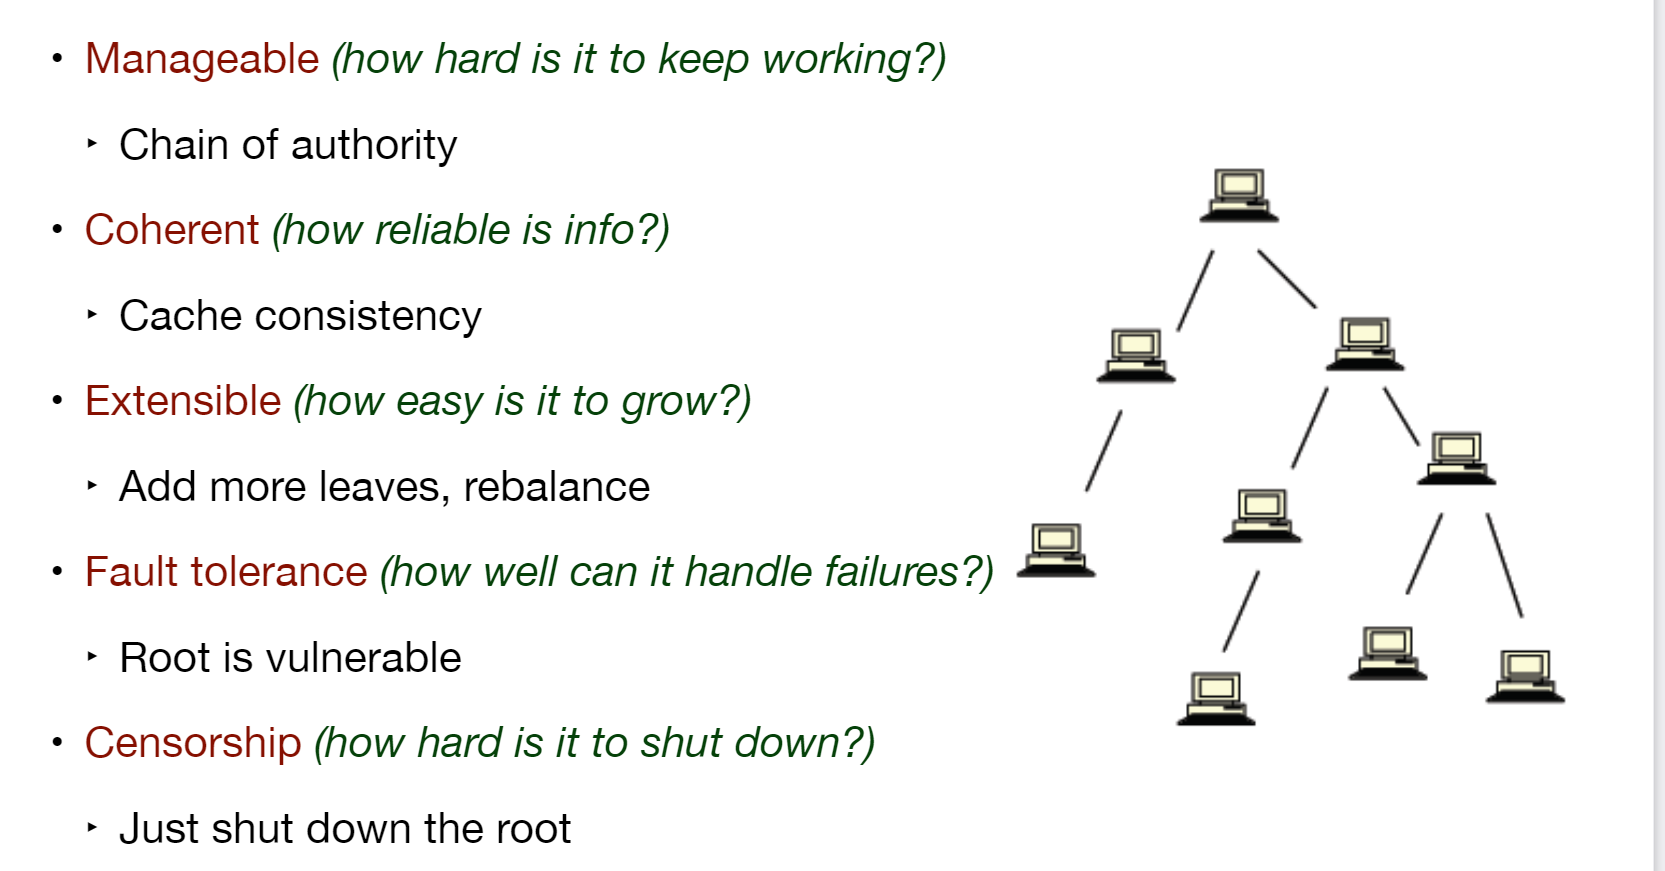 • Manageable (how hard is it to keep working?)
‣ Chain of authority
• Coherent (how reliable is info?)
‣ Cache consistency
• Extensible (how easy is it to grow?)
‣ Add more leaves, rebalance
• Fault tolerance (how well can it handle failures?)
‣ Root is vulnerable
• Censorship (how hard is it to shut down?)
‣ Just shut down the root